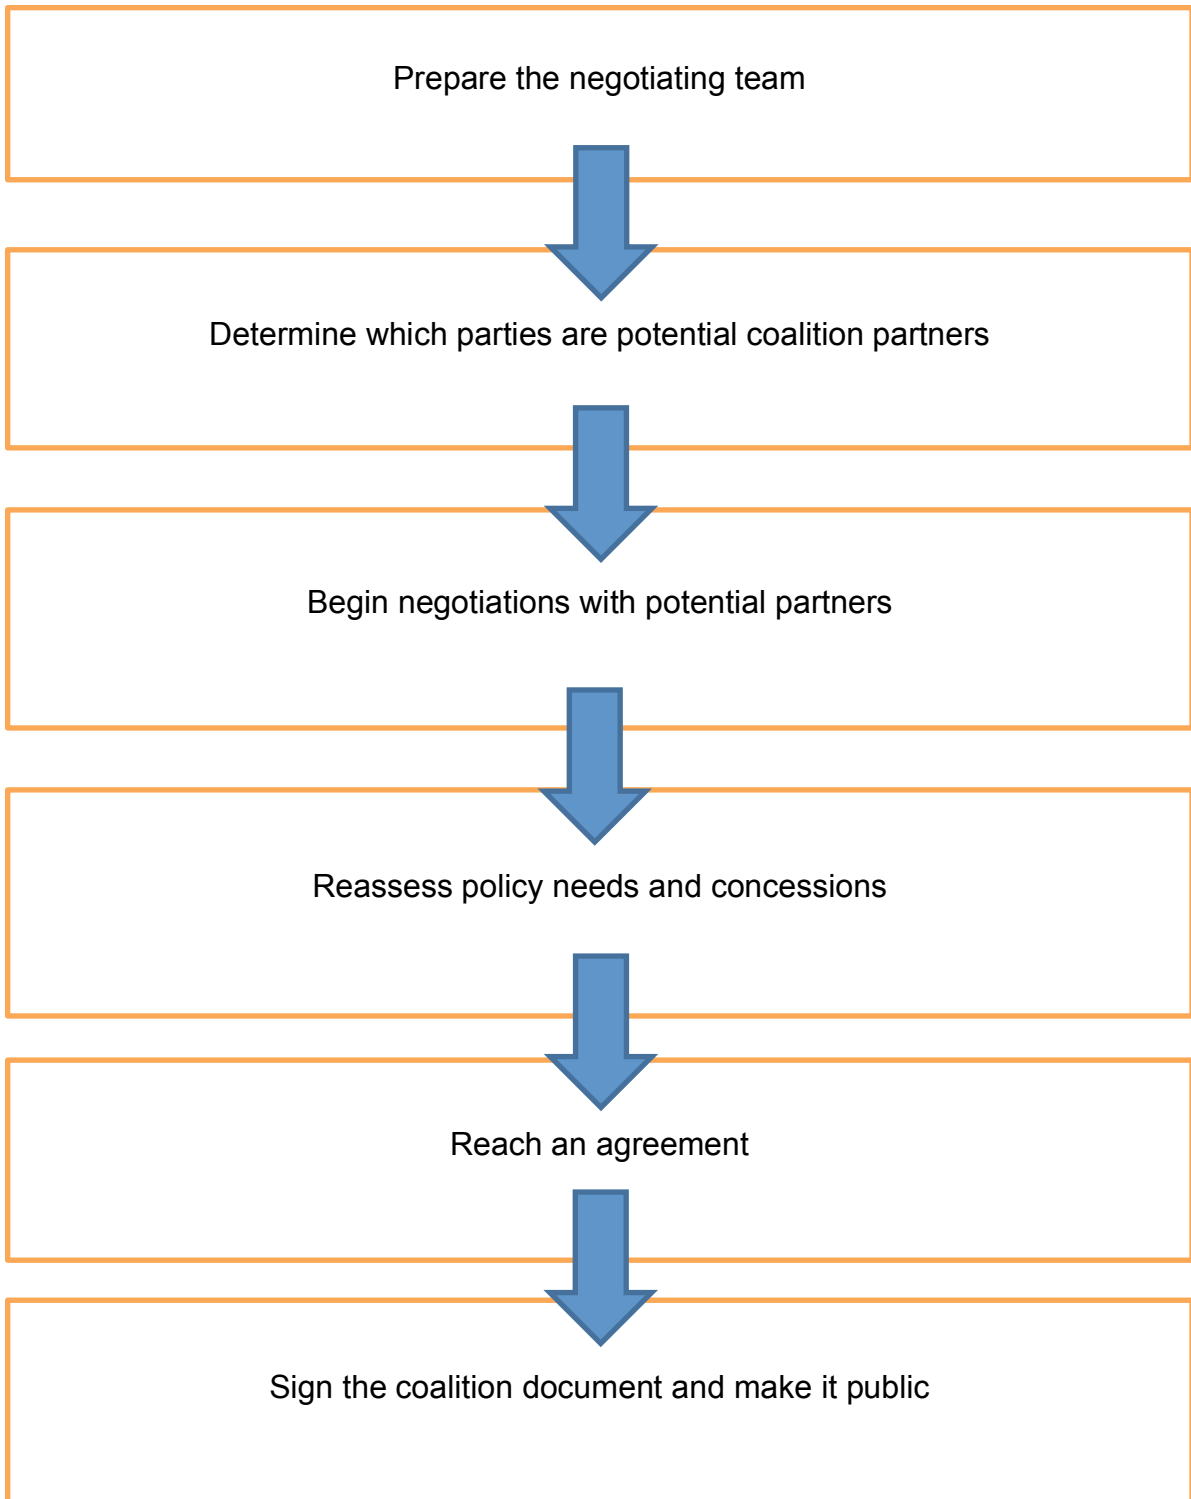 Prepare the negotiating team
Determine which parties are potential coalition partners
Begin negotiations with potential partners
Reassess policy needs and concessions
Reach an agreement
Sign the coalition document and make it public